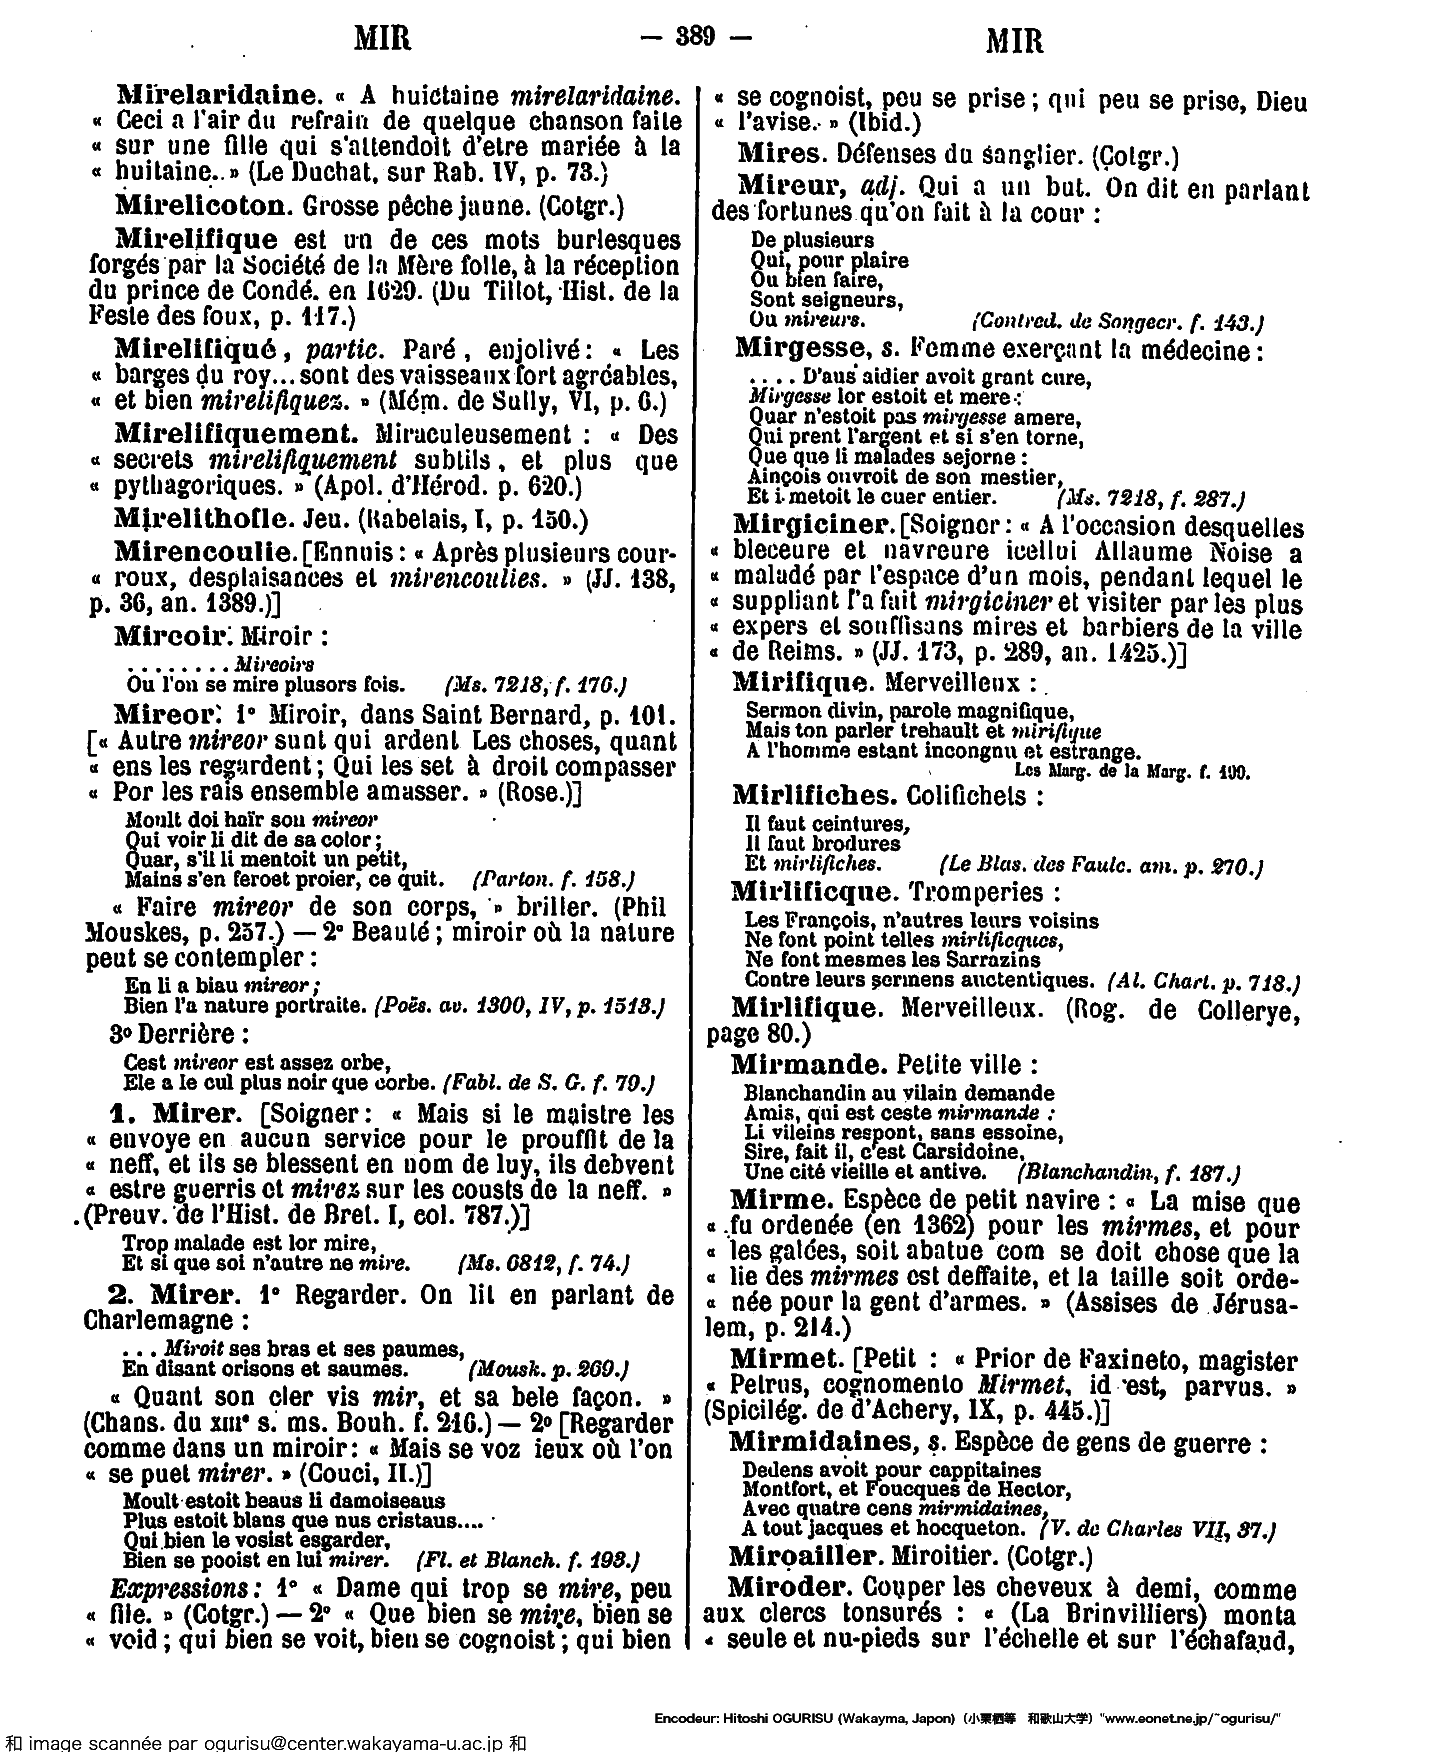 MIR — 389 — MIR
Mirelaridaine. « A huictaine mirelaridaine.
« Ceci a l'air du refrain de quelque chanson faite
« sur une fille qui s'attendoit d'etre mariée à la
« huitaine. » (Le Duchat, sur Rab. IV, p. 73.)
Mirelicoton. Grosse pêche jaune. (Cotgr.)
Mirelifique est un de ces mots burlesques
forgés par la Société de la Mère folle, à la réception
du prince de Condé. en 1629. (Du Tillot, Hist. de la
Feste des foux, p. 117.)
Mirelifiqué, partic. Paré, enjolivé : « Les
« barges du roy... sont des vaisseaux fort agréables,
« et bien mirelifiquez. » (Mém. de Sully, VI, p. 6.)
Mirelifiquement. Miraculeusement : « Des
« secrets mirelifiquement subtils, et plus que
« pythagoriques. » (Apol. d'Hérod. p. 620.)
Mirelithofle. Jeu. (Rabelais, I, p. 150.)
Mirencoulie. [Ennuis : « Après plusieurs cour-
« roux, desplaisances et mirencoulies. » (JJ. 138,
p. 36, an. 1389.)]
Mireoir. Miroir :
. . . . . . . . Mireoirs
Ou l'on se mire plusors fois. (Ms. 7218, f. 176.)
Mireor. 1° Miroir, dans Saint Bernard, p. 101.
[« Autre mireor sunt qui ardent Les choses, quant
« ens les regardent ; Qui les set à droit compasser
« Por les rais ensemble amasser. » (Rose.)]
Moult doi haïr son mireor
Qui voir li dit de sa color ;
Quar, s'il li mentoit un petit,
Mains s'en feroet proier, ce quit. (Parton. f. 158.)
« Faire mireor de son corps, » briller. (Phil
Mouskes, p. 257.) — 2° Beauté ; miroir où la nature
peut se contempler :
En li a biau mireor ;
Bien l'a nature portraite. (Poës. av. 1300, IV, p. 1513.)
3° Derrière :
Cest mireor est assez orbe,
Ele a le cul plus noir que corbe. (Fabl. de S. G. f. 70.)
1. Mirer. [Soigner : « Mais si le maistre les
« envoye en aucun service pour le prouffit de la
« neff, et ils se blessent en nom de luy, ils debvent
« estre guerris et mirez sur les cousts de la neff. »
(Preuv. de l'Hist. de Bret. I, col. 787.)]
Trop malade est lor mire,
Et si que soi n'autre ne mire. (Ms. 6812, f. 74.)
2. Mirer. 1° Regarder. On lit en parlant de
Charlemagne :
. . . Miroit ses bras et ses paumes,
En disant orisons et saumes. (Mousk. p. 269.)
« Quant son cler vis mir, et sa bele façon. »
(Chans. du XIIIe s. ms. Bouh. f. 216.) — 2° [Regarder
comme dans un miroir : « Mais se voz ieux où l'on
« se puet mirer. » (Couci, II.)]
Moult estoit beaus li damoiseaus
Plus estoit blans que nus cristaus....
Qui bien le vosist esgarder,
Bien se pooist en lui mirer. (Fl. et Blanch. f. 193.)
Expressions : 1° « Dame qui trop se mire, peu
« file. » (Cotgr.) — 2° « Que bien se mire, bien se
« void ; qui bien se voit, bien se cognoist ; qui bien
« se cognoist, peu se prise ; qui peu se prise, Dieu
« l'avise. » (Ibid.)
Mires. Défenses du sanglier. (Cotgr.)
Mireur, adj. Qui a un but. On dit en parlant
des fortunes qu'on fait à la cour :
De plusieurs
Qui, pour plaire
Ou bien faire,
Sont seigneurs,
Ou mireurs. (Contred. de Songecr. f. 143.)
Mirgesse, s. Femme exerçant la médecine :
. . . . D'aus aidier avoit grant cure,
Mirgesse lor estoit et mere :
Quar n'estoit pas mirgesse amere,
Qui prent l'argent et si s'en torne,
Que que li malades sejorne :
Ainçois ouvroit de son mestier,
Et i metoit le cuer entier. (Ms. 7218, f. 287.)
Mirgiciner. [Soigner : « A l'occasion desquelles
« bleceure et navreure icellui Allaume Noise a
« maladé par l'espace d'un mois, pendant lequel le
« suppliant l'a fait mirgiciner et visiter par les plus
« expers et souffisans mires et barbiers de la ville
« de Reims. » (JJ. 173, p. 289, an. 1425.)]
Mirifique. Merveilleux :
Sermon divin, parole magnifique,
Mais ton parler trehault et mirifique
A l'homme estant incongnu et estrange.
Les Marg. de la Marg. f. 100.
Mirlifiches. Colifichets :
Il faut ceintures,
Il faut brodures
Et mirlifiches. (Le Blas. des Faulc. am. p. 270.)
Mirlificque. Tromperies :
Les François, n'autres leurs voisins
Ne font point telles mirlificques,
Ne font mesmes les Sarrazins
Contre leurs sermens auctentiques. (Al. Chart. p. 718.)
Mirlifique. Merveilleux. (Rog. de Collerye,
page 80.)
Mirmande. Petite ville :
Blanchandin au vilain demande
Amis, qui est ceste mirmande :
Li vileins respont, sans essoine,
Sire, fait il, c'est Carsidoine,
Une cité vieille et antive. (Blanchandin, f. 187.)
Mirme. Espèce de petit navire : « La mise que
« fu ordenée (en 1362) pour les mirmes, et pour
« les galées, soit abatue com se doit chose que la
« lie des mirmes est deffaite, et la taille soit orde-
« née pour la gent d'armes. » (Assises de Jérusa-
lem, p. 214.)
Mirmet. [Petit : « Prior de Faxineto, magister
« Petrus, cognomento Mirmet, id est, parvus. »
(Spicilég. de d'Achery, IX, p. 445.)]
Mirmidaines, s. Espèce de gens de guerre :
Dedens avoit pour cappitaines
Montfort, et Foucques de Hector,
Avec quatre cens mirmidaines,
A tout jacques et hocqueton. (V. de Charles VII, 37.)
Miroailler. Miroitier. (Cotgr.)
Miroder. Couper les cheveux à demi, comme
aux clercs tonsurés : « (La Brinvilliers) monta
« seule et nu-pieds sur l'échelle et sur l'échafaud,
Encodeur: Hitoshi OGURISU (Wakayma, Japon) (小栗栖等 和歌山大学) "www.eonet.ne.jp/~ogurisu/"
和 image scannée par ogurisu@center.wakayama-u.ac.jp 和